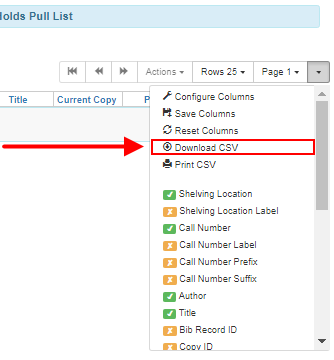 Holds Pull List
Actions Rows 25 Page 1
Title Current Copy P
Configure Columns
Save Columns
Reset Columns
Download CSV
Print CSV
Shelving Location
Shelving Location Label
Call Number
Call Number Label
Call Number Prefix
Call Number Suffix
Author
Title
Bib Record ID
Copy ID